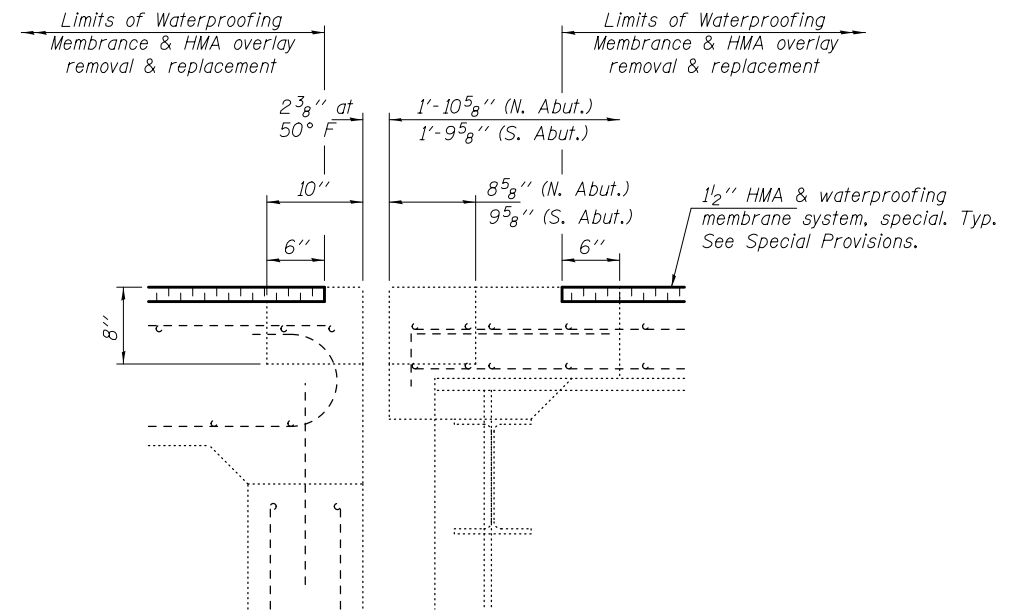 Limits of Waterproofing
Membrance & HMA overlay
removal & replacement
Limits of Waterproofing
Membrance & HMA overlay
removal & replacement
2 3/8" at
50° F
1'-10 5/8" (N. Abut.)
1'-9 5/8" (S. Abut.)
10"
8 5/8" (N. Abut.)
9 5/8" (S. Abut.)
1 1/2" HMA & waterproofing
membrane system, special. Typ.
See Special Provisions.
6"
6"
8"